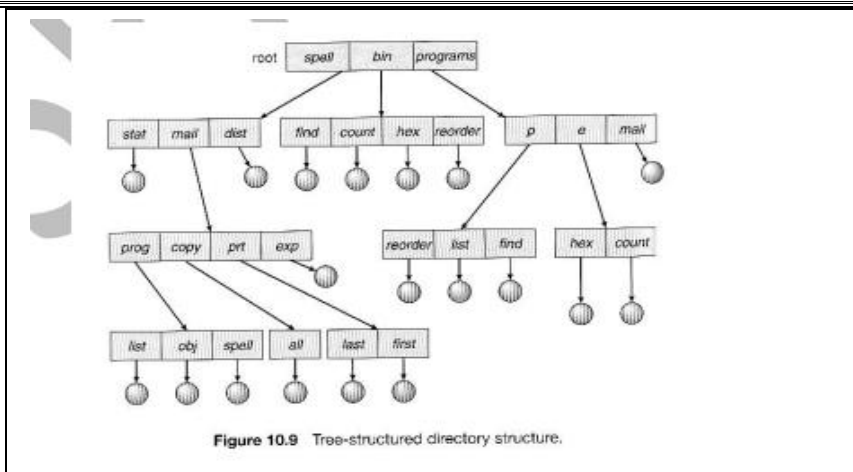 root spell bin programs
stat mail dist find count hex reorder p e mail
prog copy prt exp reorder list find hex count
list obj spell all last first
Figure 10.9 Tree-structured directory structure.